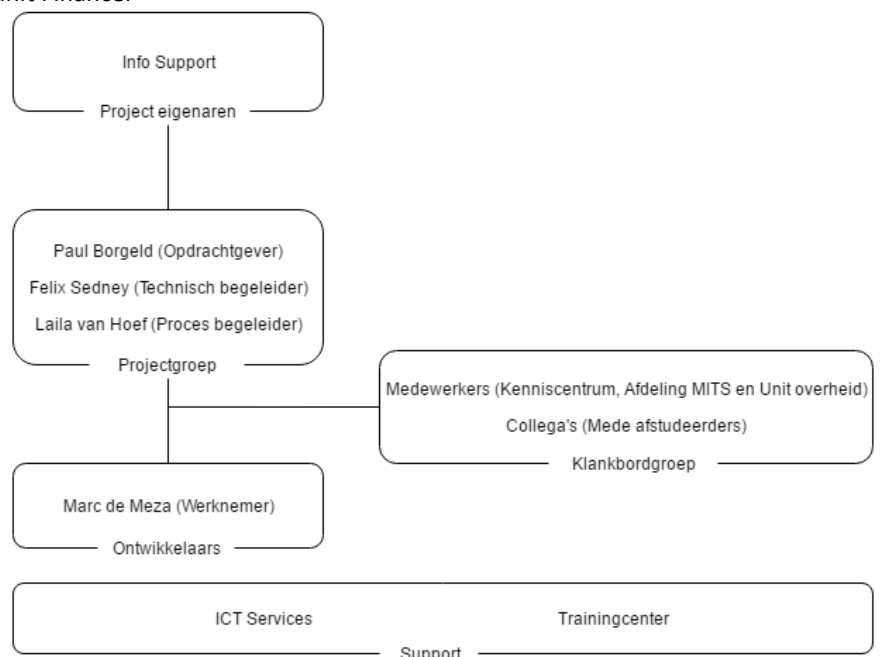 Info Support
Project eigenaren
Paul Borgeld (Opdrachtgever)
Felix Sedney (Technisch begeleider)
Laila van Hoef (Proces begeleider)
Projectgroep
Medewerkers (Kenniscentrum, Afdeling MITS en Unit overheid)
Collega's (Mede afstudeerders)
Klankbordgroep
Marc de Meza (Werknemer)
Ontwikkelaars
ICT Services Trainingcenter
Support